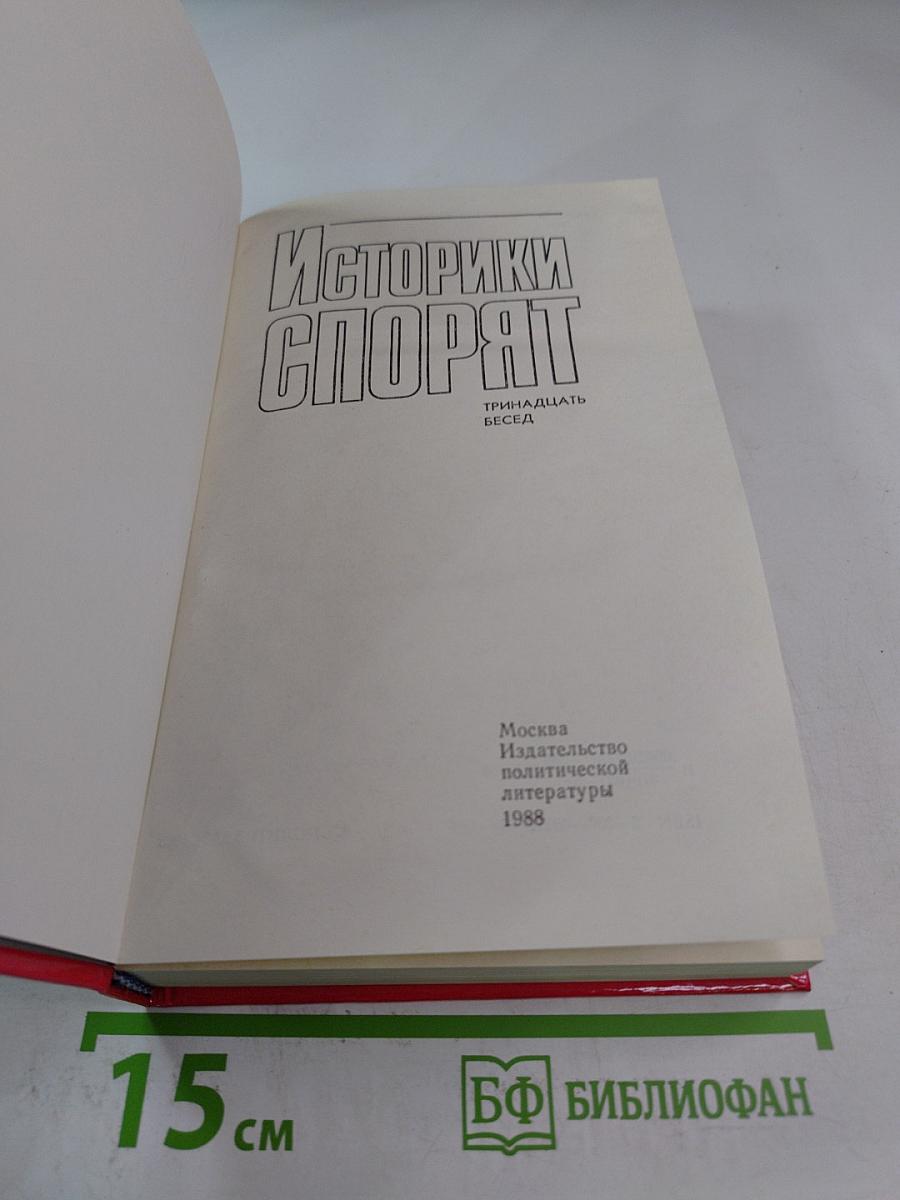 Историки
СПОРЯТ
ТРИНАДЦАТЬ
БЕСЕД
Москва
Издательство
политической
литературы
1988
15 см
БФ БИБЛИОФАН